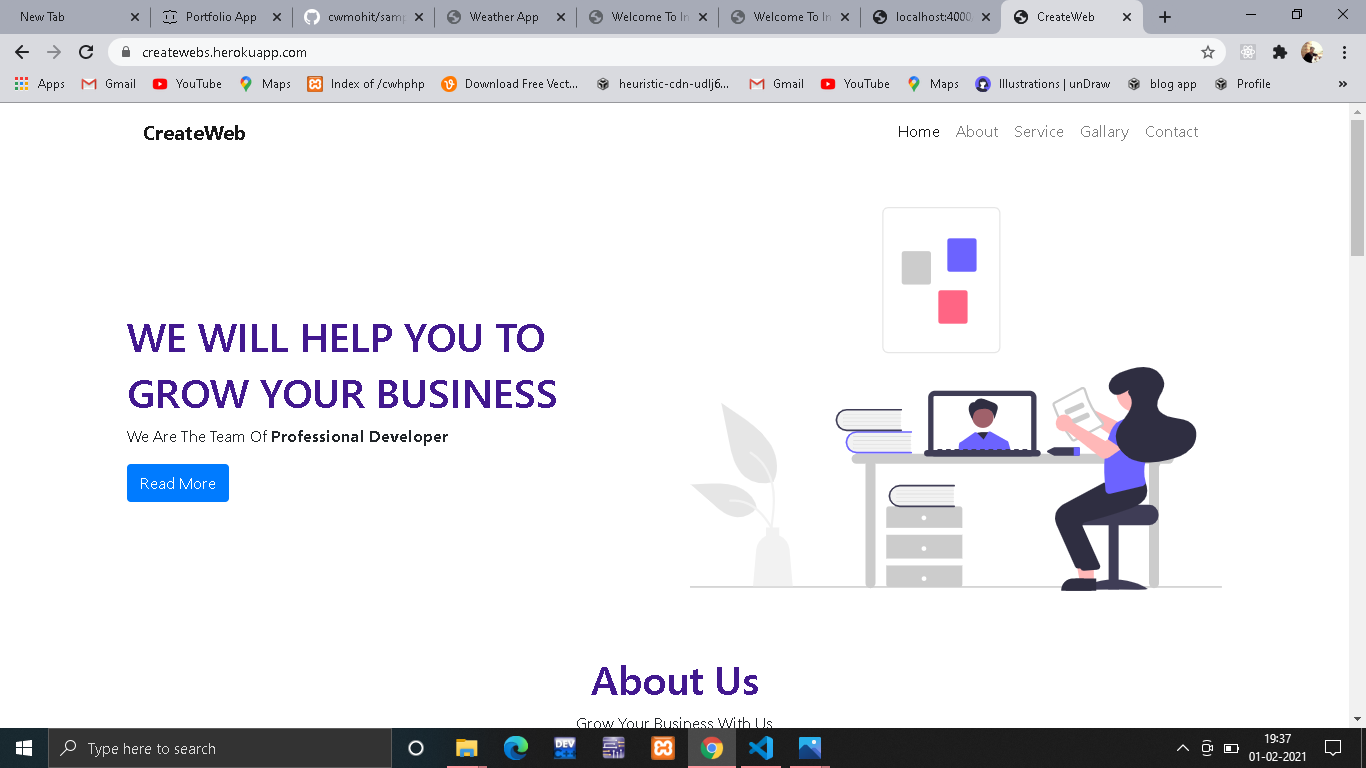 New Tab
Portfolio App
cwmohit/samp
Weather App
Welcome To In
Welcome To In
localhost:4000
CreateWeb
createwebs.herokuapp.com
Apps Gmail YouTube Maps Index of /cwhphp Download Free Vect... heuristic-cdn-udlj6... Gmail YouTube Maps Illustrations | unDraw blog app Profile »
CreateWeb
Home About Service Gallary Contact
WE WILL HELP YOU TO
GROW YOUR BUSINESS
We Are The Team Of Professional Developer
Read More
About Us
Grow Your Business With Us
Type here to search
DEV
19:37
01-02-2021